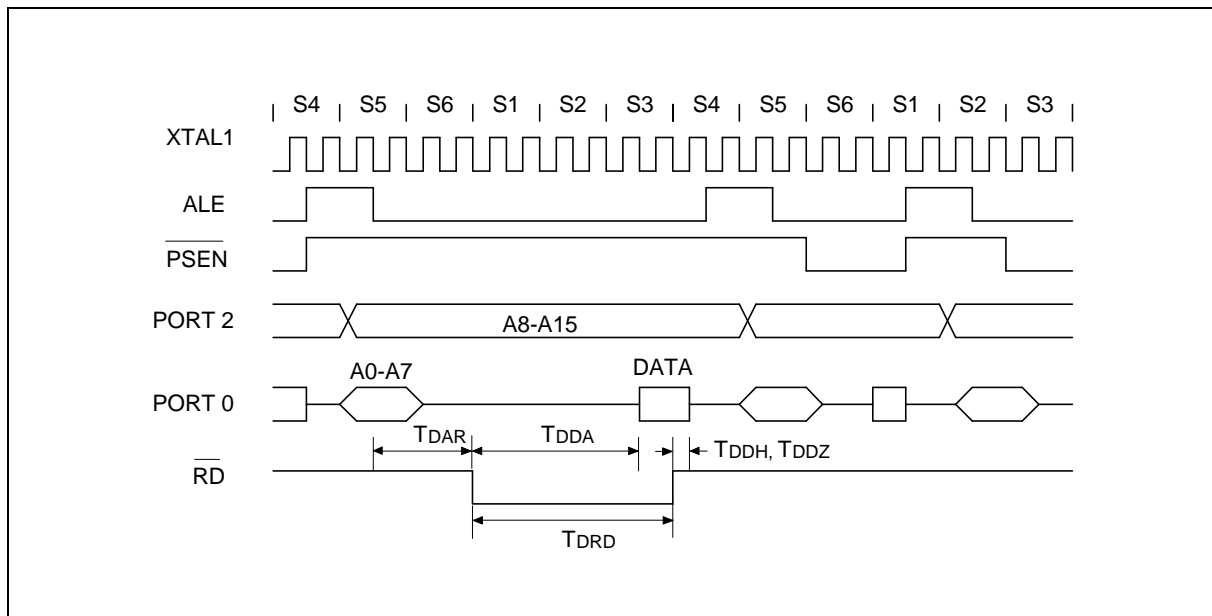 S4 S5 S6 S1 S2 S3 S4 S5 S6 S1 S2 S3
XTAL1
ALE
PSEN
PORT 2
A8-A15
A0-A7
DATA
PORT 0
TDAR
TDDA
TDDH, TDDZ
RD
TDRD